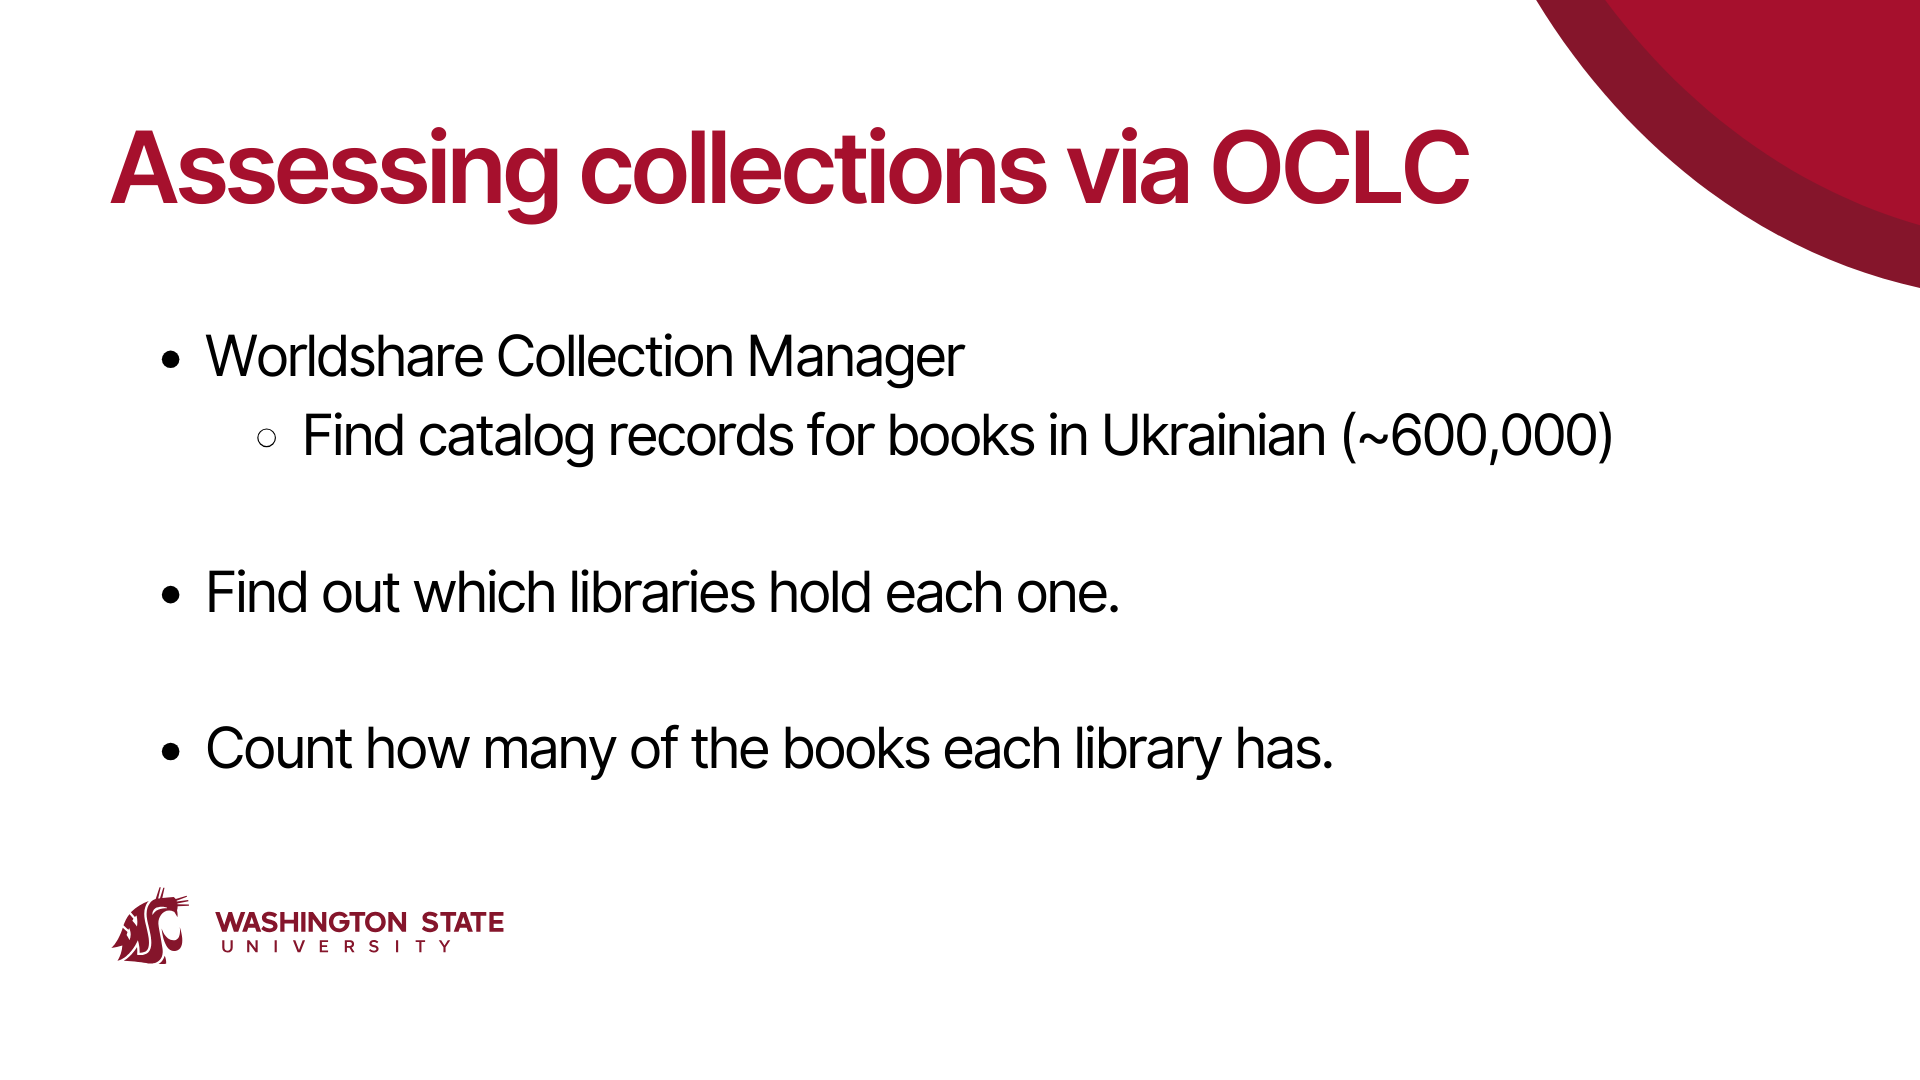 Assessing collections via OCLC
• Worldshare Collection Manager
○ Find catalog records for books in Ukrainian (~600,000)
• Find out which libraries hold each one.
• Count how many of the books each library has.
WASHINGTON STATE
UNIVERSITY